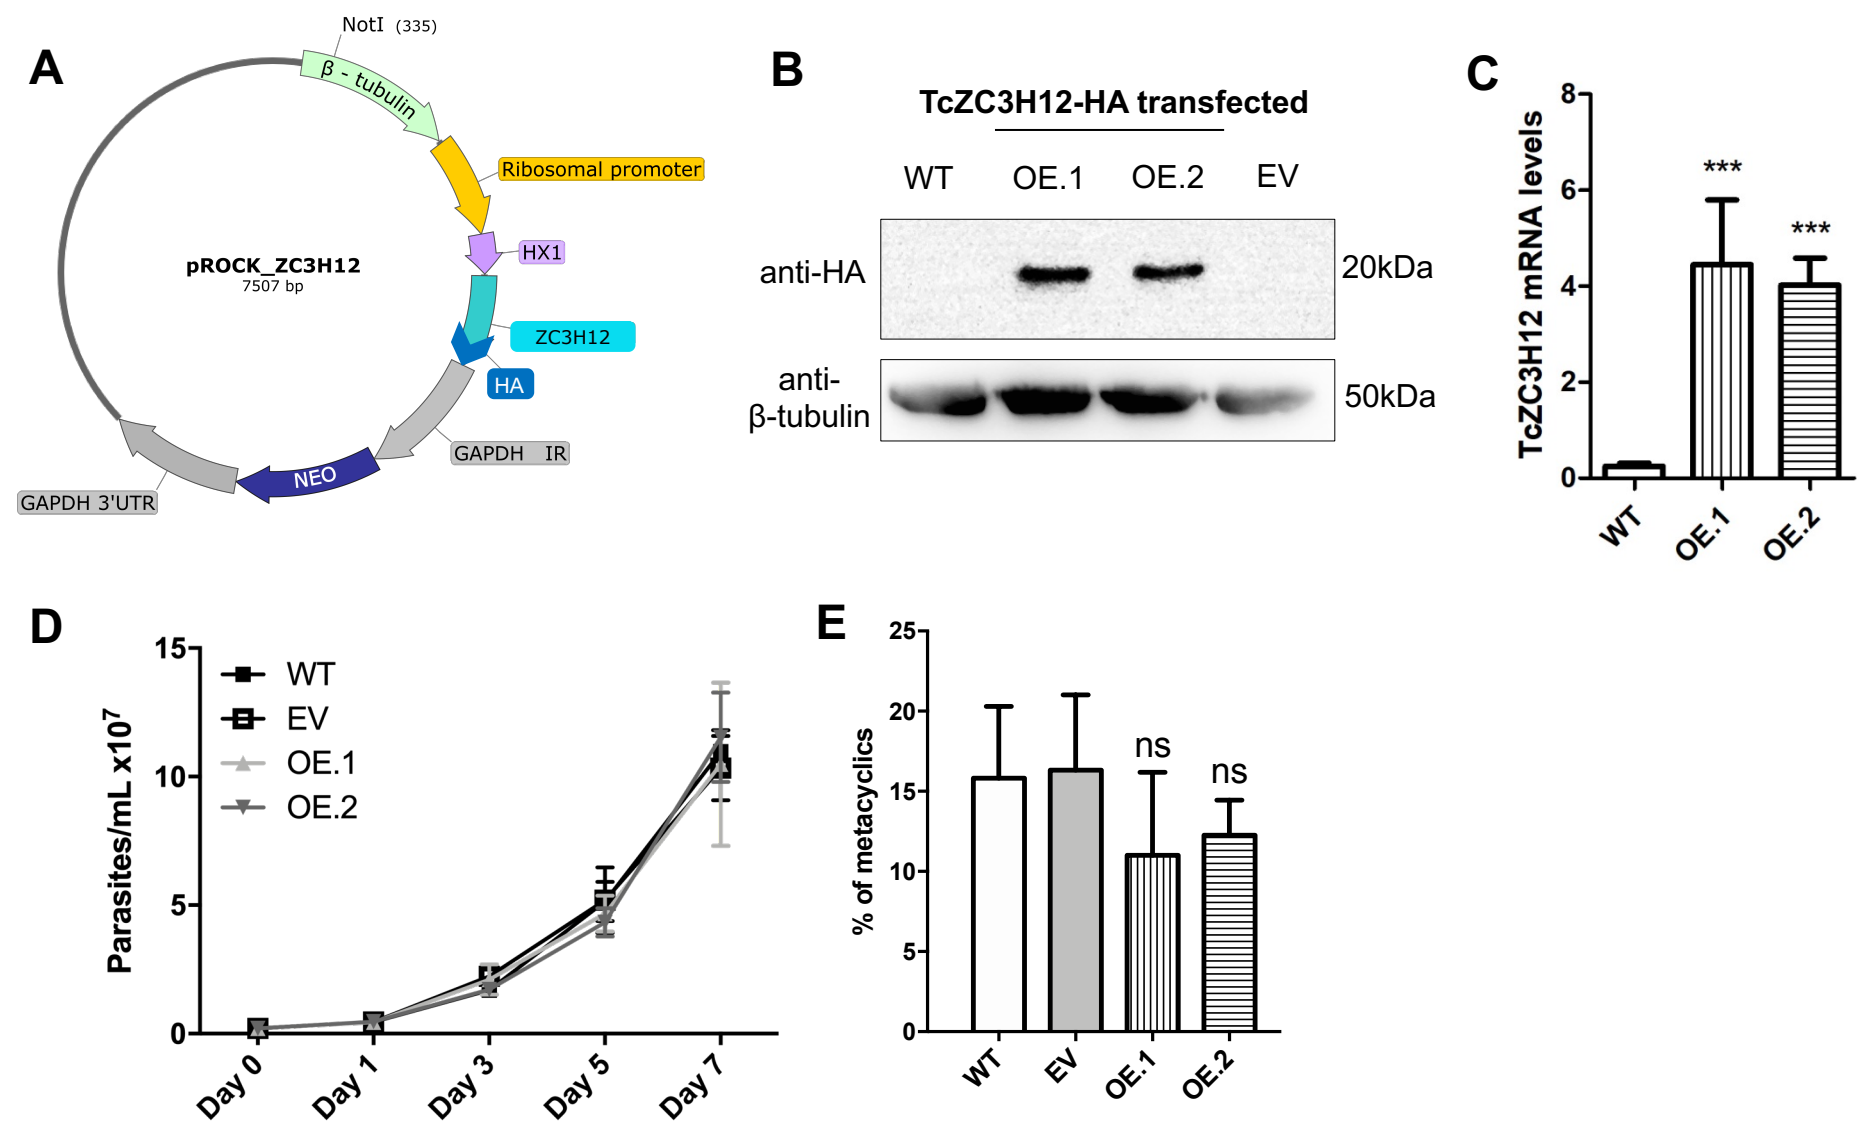 A
NotI (335)
β - tubulin
Ribosomal promoter
HX1
pROCK_ZC3H12
7507 bp
ZC3H12
HA
GAPDH IR
NEO
GAPDH 3'UTR
B
TcZC3H12-HA transfected
WT OE.1 OE.2 EV
anti-HA
20kDa
anti-
β-tubulin
50kDa
C
TcZC3H12 mRNA levels
8
6
4
2
0
***
***
WT
OE.1
OE.2
D
Parasites/mL x10⁷
15
10
5
0
WT
EV
OE.1
OE.2
Day 0
Day 1
Day 3
Day 5
Day 7
E
% of metacyclics
25
20
15
10
5
0
ns
ns
WT
EV
OE.1
OE.2